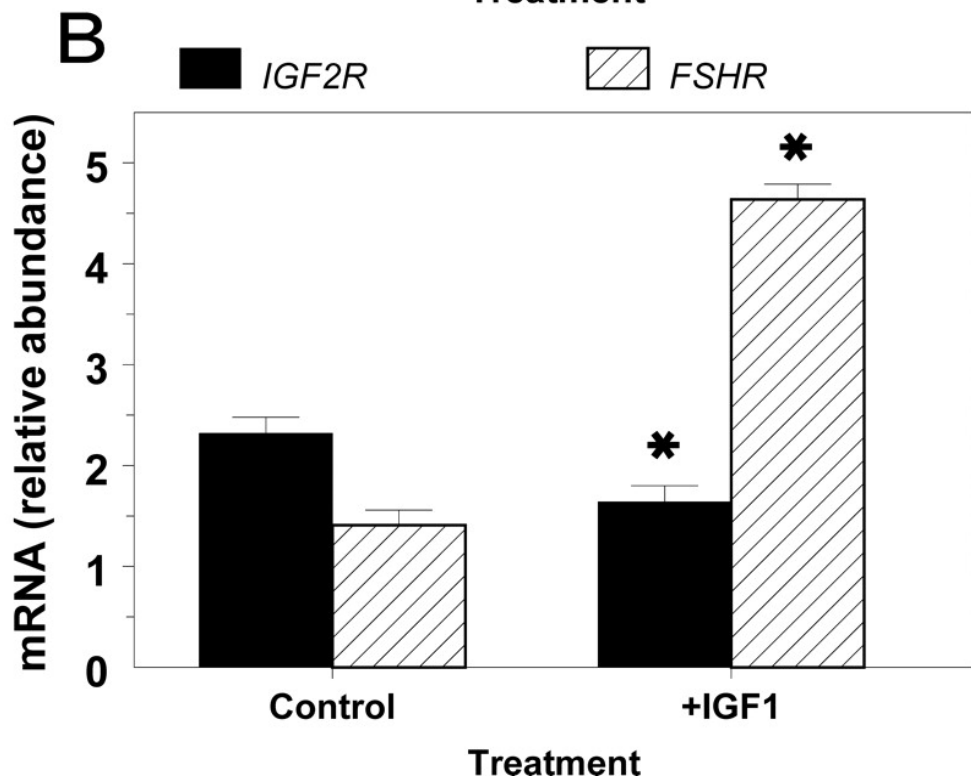 Treatment
B
IGF2R FSHR
mRNA (relative abundance)
5
4
3
2
1
0
* *
Control +IGF1
Treatment